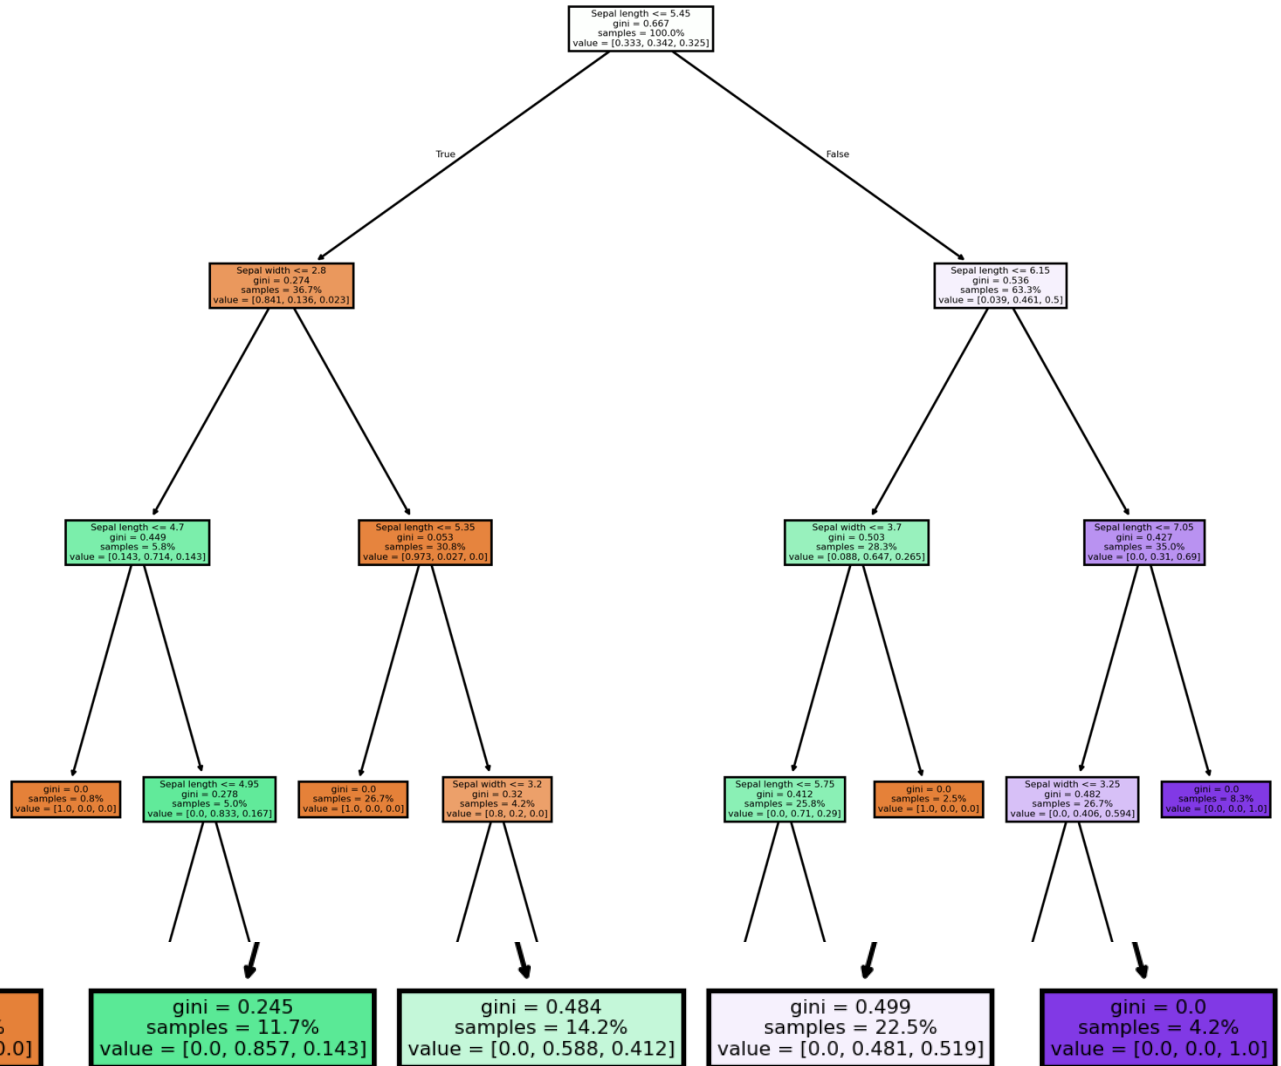 Sepal length <= 5.45
gini = 0.667
samples = 100.0%
value = [0.333, 0.342, 0.325]
True
False
Sepal width <= 2.8
gini = 0.274
samples = 36.7%
value = [0.841, 0.136, 0.023]
Sepal length <= 6.15
gini = 0.536
samples = 63.3%
value = [0.039, 0.461, 0.5]
Sepal length <= 4.7
gini = 0.449
samples = 5.8%
value = [0.143, 0.714, 0.143]
Sepal length <= 5.35
gini = 0.053
samples = 30.8%
value = [0.973, 0.027, 0.0]
Sepal width <= 3.7
gini = 0.503
samples = 28.3%
value = [0.088, 0.647, 0.265]
Sepal length <= 7.05
gini = 0.427
samples = 35.0%
value = [0.0, 0.31, 0.69]
gini = 0.0
samples = 0.8%
value = [1.0, 0.0, 0.0]
Sepal length <= 4.95
gini = 0.278
samples = 5.0%
value = [0.0, 0.833, 0.167]
gini = 0.0
samples = 26.7%
value = [1.0, 0.0, 0.0]
Sepal width <= 3.2
gini = 0.32
samples = 4.2%
value = [0.8, 0.2, 0.0]
Sepal length <= 5.75
gini = 0.412
samples = 25.8%
value = [0.0, 0.71, 0.29]
gini = 0.0
samples = 2.5%
value = [1.0, 0.0, 0.0]
Sepal width <= 3.25
gini = 0.482
samples = 26.7%
value = [0.0, 0.406, 0.594]
gini = 0.0
samples = 8.3%
value = [0.0, 0.0, 1.0]
%
0.0]
gini = 0.245
samples = 11.7%
value = [0.0, 0.857, 0.143]
gini = 0.484
samples = 14.2%
value = [0.0, 0.588, 0.412]
gini = 0.499
samples = 22.5%
value = [0.0, 0.481, 0.519]
gini = 0.0
samples = 4.2%
value = [0.0, 0.0, 1.0]